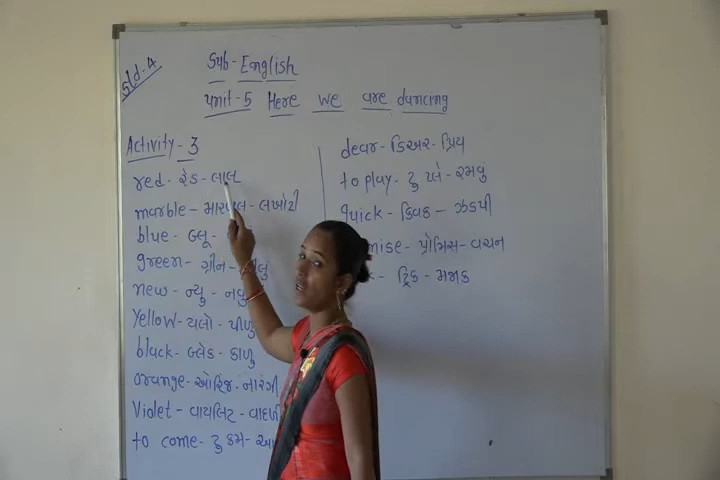 Std-4
Sub-English
unit-5 Here we are dancing
Activity-3
red-રેડ-લાલ
marble-મારબલ-લખોટી
blue-બ્લૂ-
green-ગ્રીન-
new-ન્યુ-નવું
Yellow-યલો-પીળું
black-બ્લેક-કાળુ
orange-ઓરિંજ-નારંગી
Violet-વાયલિટ-
to come-ટુ કમ-
dear-ડિઅર-પ્રિય
to play-ટુ પ્લે-રમવું
quick-ક્વિક-ઝડપી
mise-પ્રોમિસ-વચન
ટ્રિક-મજાક